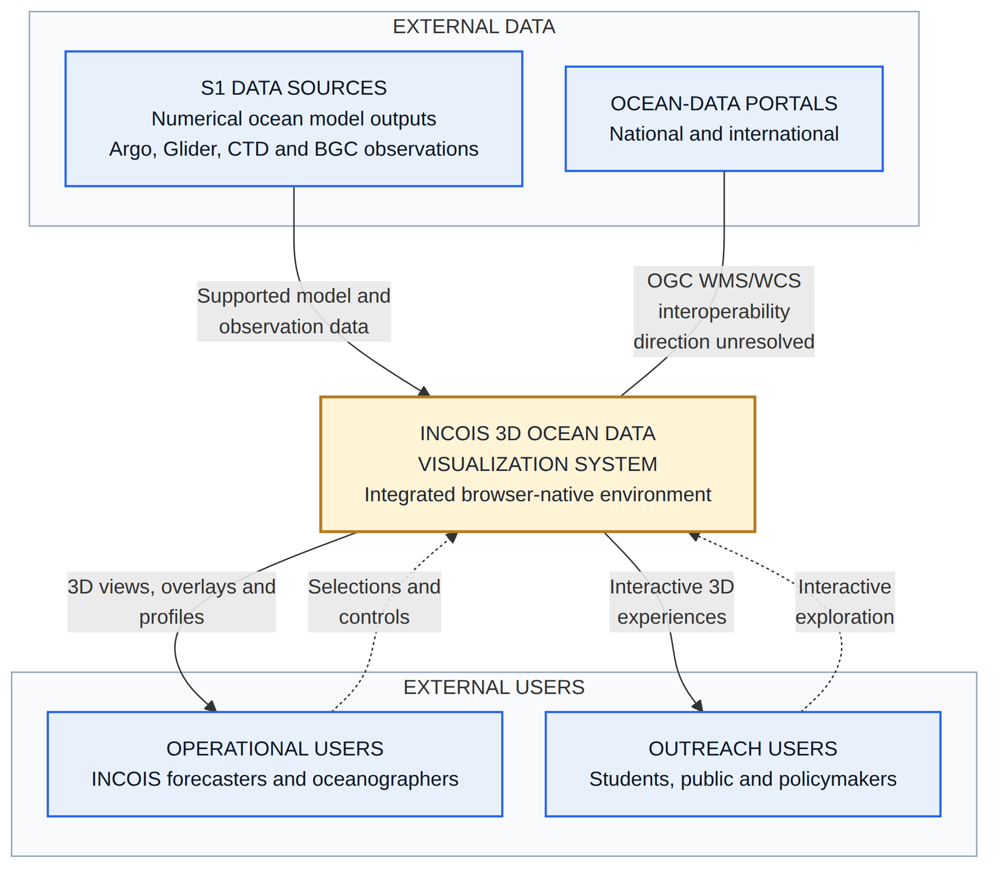 EXTERNAL DATA
S1 DATA SOURCES
Numerical ocean model outputs
Argo, Glider, CTD and BGC observations
OCEAN-DATA PORTALS
National and international
Supported model and
observation data
OGC WMS/WCS
interoperability
direction unresolved
INCOIS 3D OCEAN DATA
VISUALIZATION SYSTEM
Integrated browser-native environment
3D views, overlays and
profiles
Selections and
controls
Interactive 3D
experiences
Interactive
exploration
EXTERNAL USERS
OPERATIONAL USERS
INCOIS forecasters and oceanographers
OUTREACH USERS
Students, public and policymakers